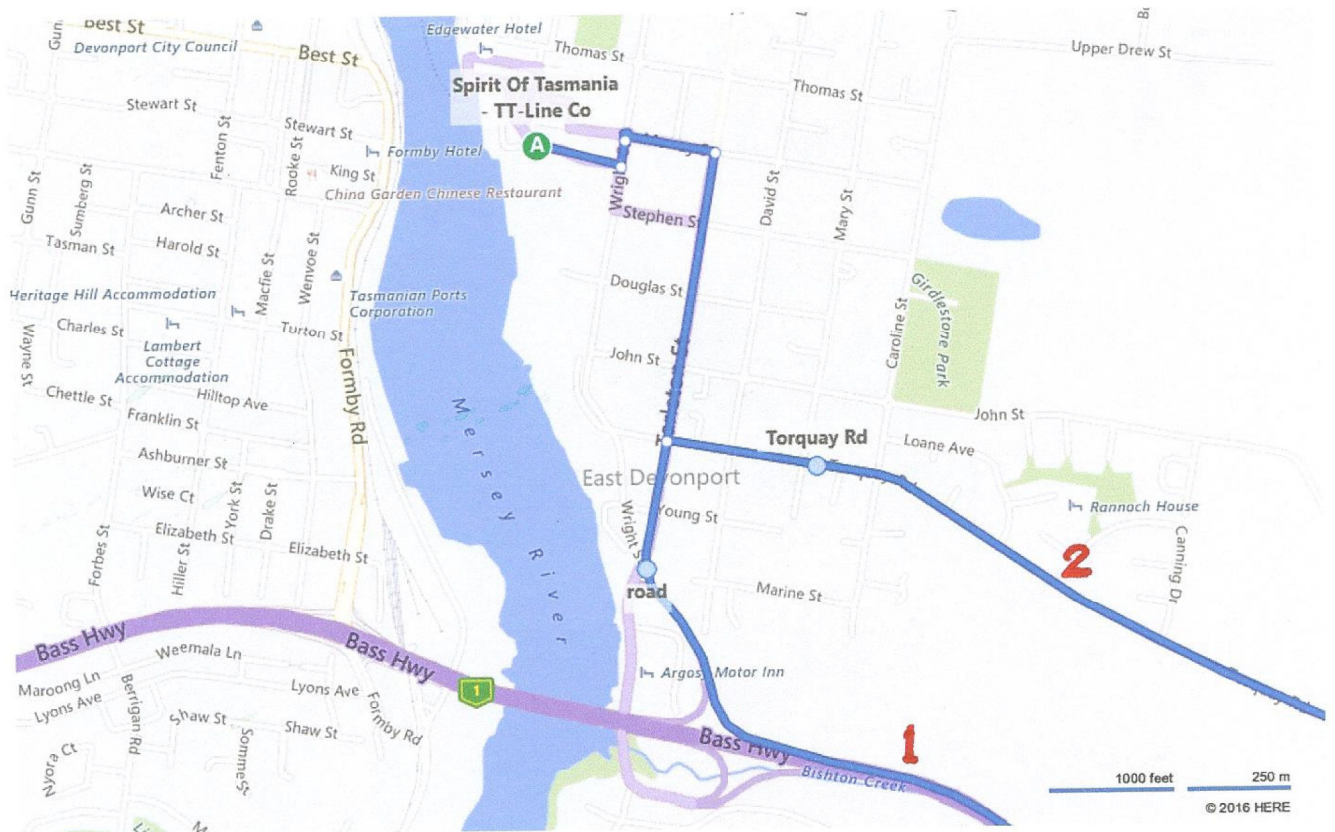 Best St
Gunn
Devonport City Council
Best St
Edgewater Hotel
Thomas St
Upper Drew St
Spirit Of Tasmania
- TT-Line Co
Thomas St
Stewart St
Fenton St
Stewart St
Rooke St
Formby Hotel
A
King St
China Garden Chinese Restaurant
Gunn St
Sumberg St
Archer St
Wrigh
Stephen St
David St
Mary St
Tasman St
Harold St
Macfie St
Wenvoe St
Tasmanian Ports
Corporation
Douglas St
Girdlestone Park
Heritage Hill Accommodation
Charles St
Wayne St
Lambert
Cottage
Accommodation
Turton St
Formby Rd
John St
Caroline St
Chettle St
Hilltop Ave
Franklin St
Mersey River
John St
Torquay Rd
Loane Ave
Ashburner St
East Devonport
Wise Ct
York St
Drake St
Rannoch House
Young St
Wright S
Canning Dr
Elizabeth St
Elizabeth St
Forbes St
Hiller St
2
road
Marine St
Bass Hwy
Bass Hwy
Weemala Ln
Argosy Motor Inn
Maroong Ln
Lyons Ave
Lyons Ave
1
Berrigan Rd
Shaw St
Shaw St
Formby Rd
Somme St
Nyora Ct
Bass Hwy
1
Bishton Creek
1000 feet
250 m
© 2016 HERE